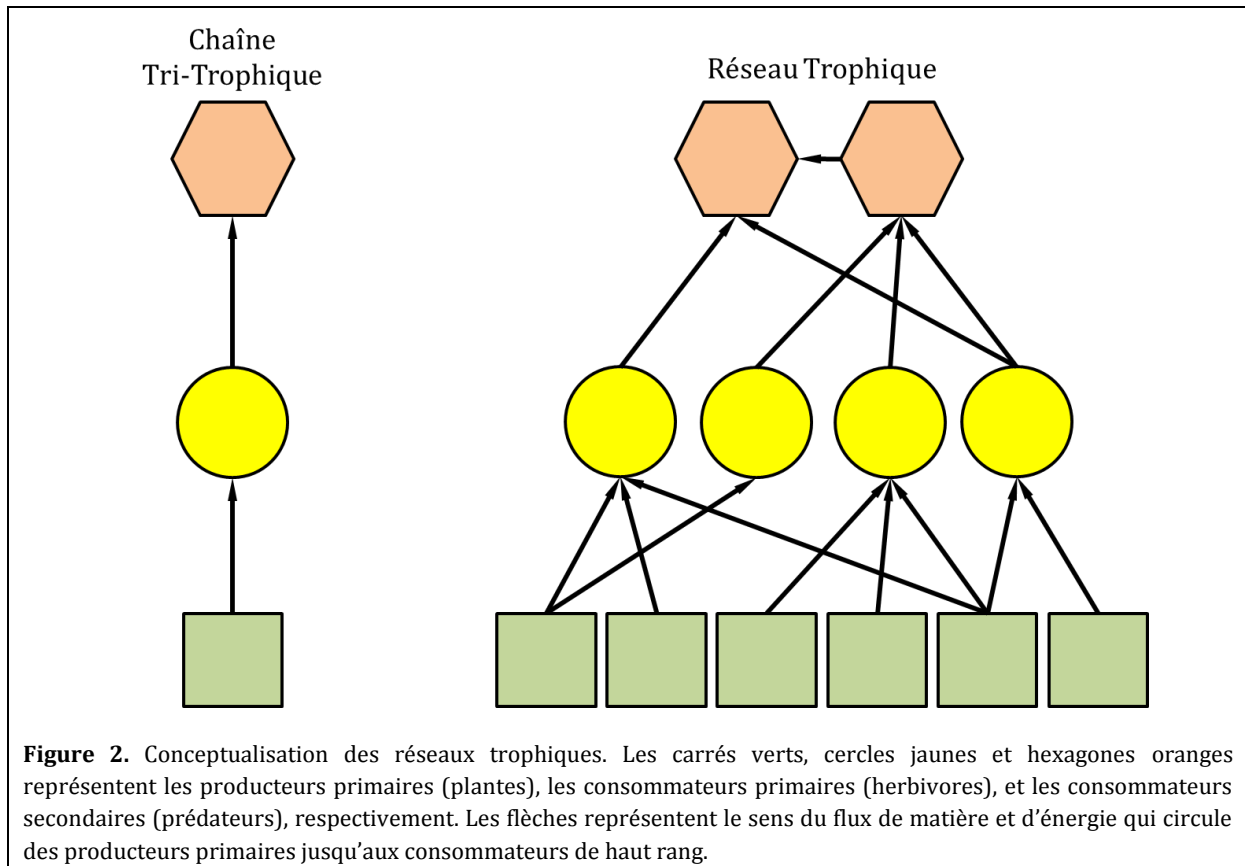 Chaîne
Tri-Trophique
Réseau Trophique
Figure 2. Conceptualisation des réseaux trophiques. Les carrés verts, cercles jaunes et hexagones oranges
représentent les producteurs primaires (plantes), les consommateurs primaires (herbivores), et les consommateurs
secondaires (prédateurs), respectivement. Les flèches représentent le sens du flux de matière et d'énergie qui circule
des producteurs primaires jusqu'aux consommateurs de haut rang.